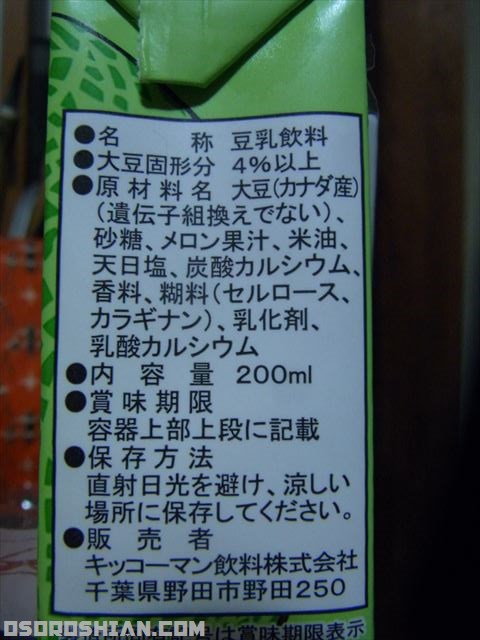 ●名称 豆乳飲料
●大豆固形分 4%以上
●原材料名 大豆(カナダ産)
(遺伝子組換えでない)、
砂糖、メロン果汁、米油、
天日塩、炭酸カルシウム、
香料、糊料(セルロース、
カラギナン)、乳化剤、
乳酸カルシウム
●内容量 200ml
●賞味期限
容器上部上段に記載
●保存方法
直射日光を避け、涼しい
場所に保存してください。
●販売者
キッコーマン飲料株式会社
千葉県野田市野田250
は賞味期限表示
OSOROSHIAN.COM